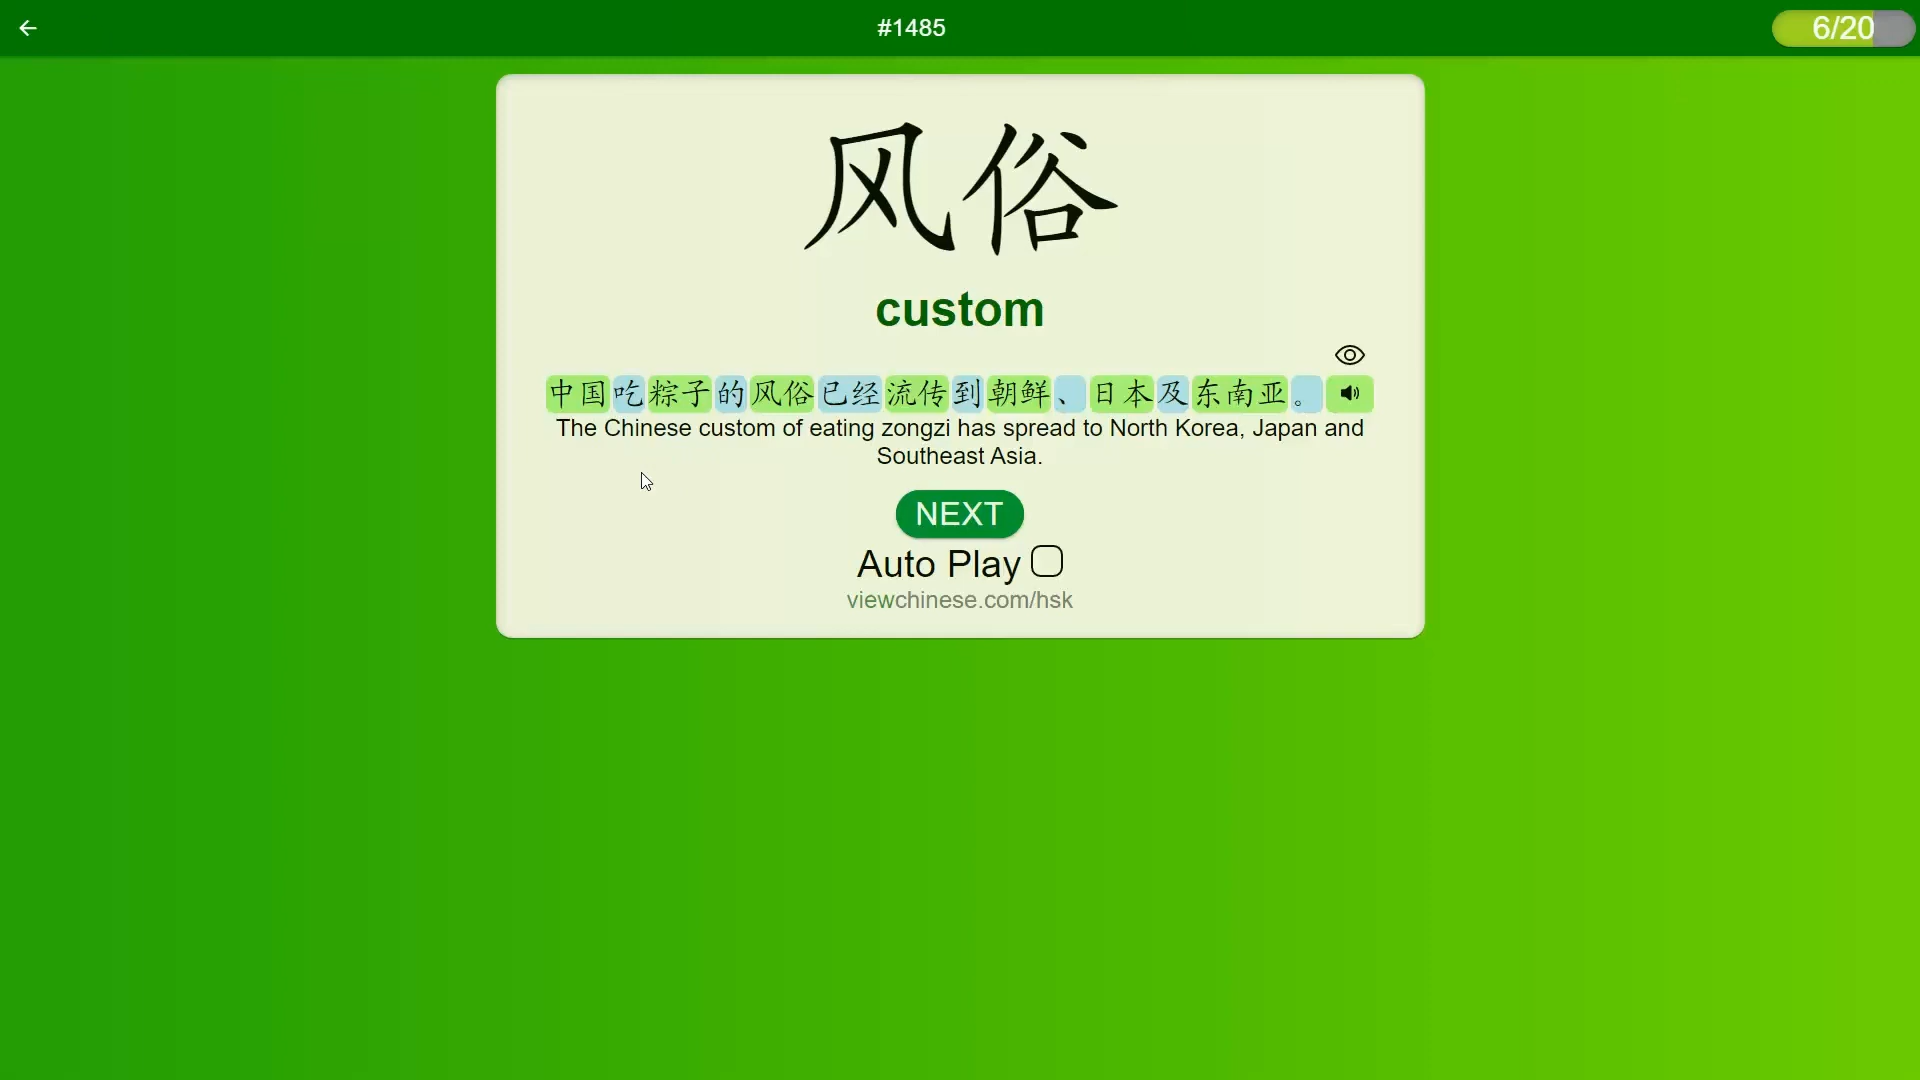 #1485
6/20
风俗
custom
中国吃粽子的风俗已经流传到朝鲜、日本及东南亚。
The Chinese custom of eating zongzi has spread to North Korea, Japan and
Southeast Asia.
NEXT
Auto Play
viewchinese.com/hsk